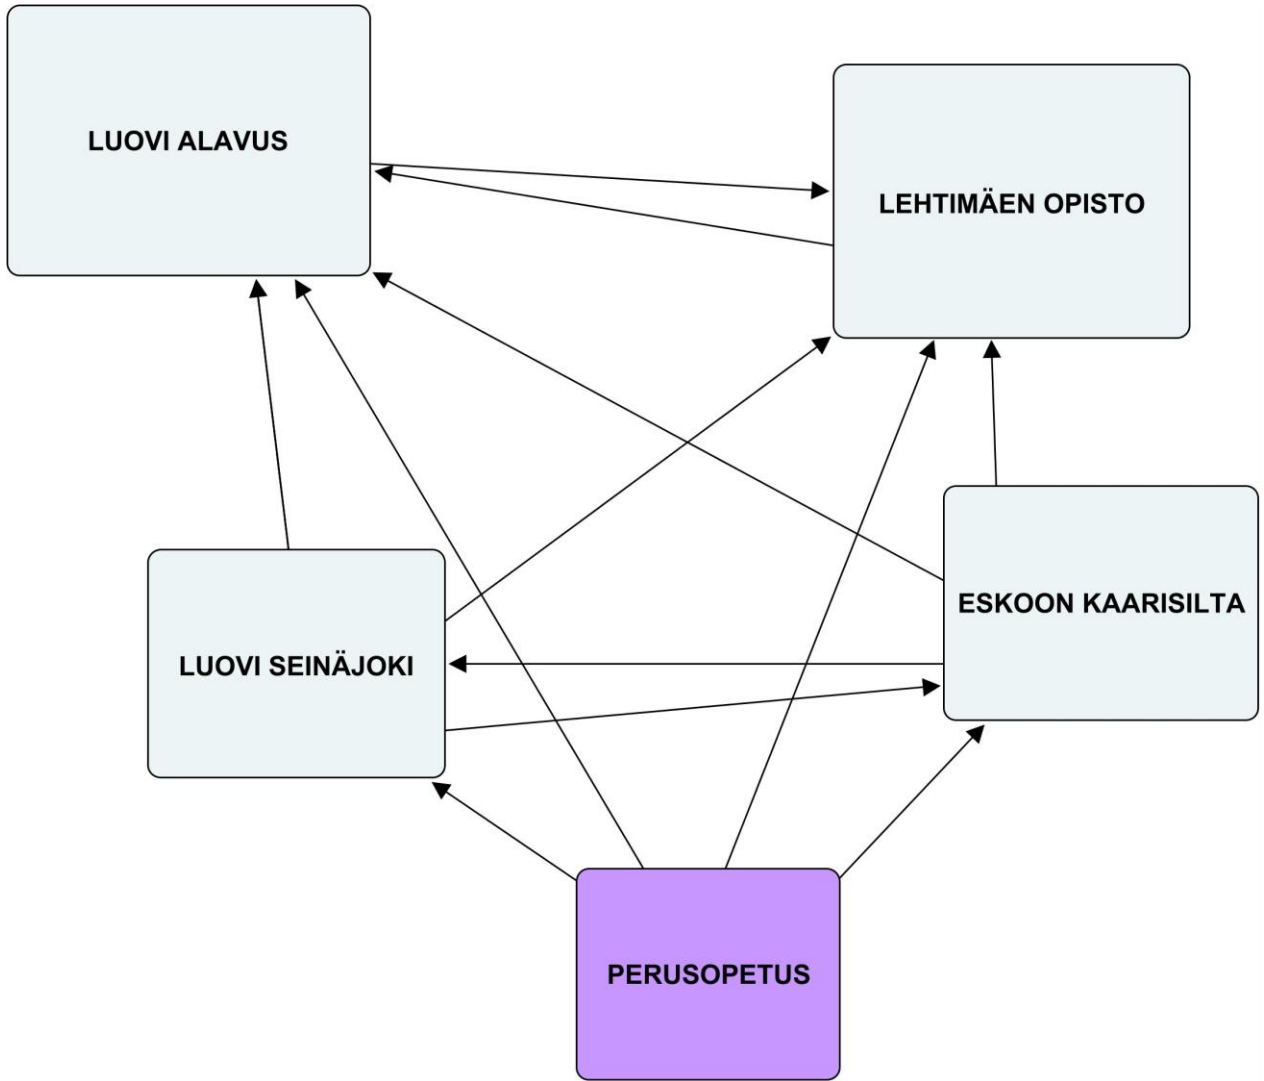 LUOVI ALAVUS
LEHTIMÄEN OPISTO
ESKOON KAARISILTA
LUOVI SEINÄJOKI
PERUSOPETUS